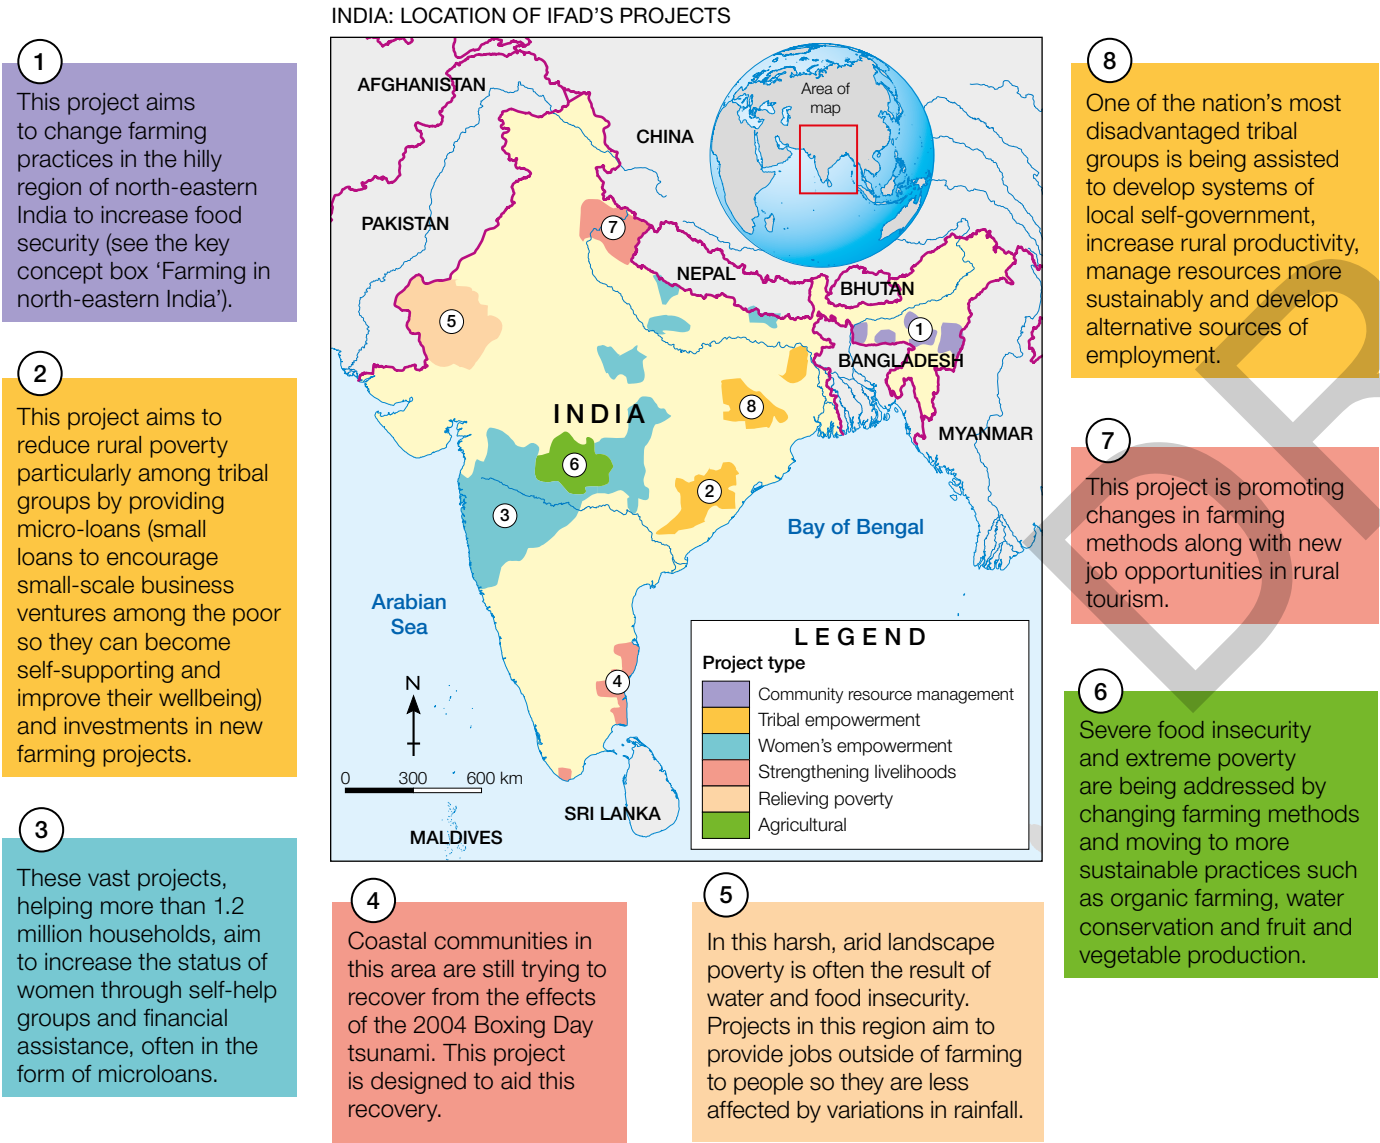 INDIA: LOCATION OF IFAD'S PROJECTS
1
This project aims
to change farming
practices in the hilly
region of north-eastern
India to increase food
security (see the key
concept box ‘Farming in
north-eastern India’).
2
This project aims to
reduce rural poverty
particularly among tribal
groups by providing
micro-loans (small
loans to encourage
small-scale business
ventures among the poor
so they can become
self-supporting and
improve their wellbeing)
and investments in new
farming projects.
3
These vast projects,
helping more than 1.2
million households, aim
to increase the status of
women through self-help
groups and financial
assistance, often in the
form of microloans.
AFGHANISTAN
CHINA
Area of
map
PAKISTAN
7
NEPAL
BHUTAN
5
1
BANGLADESH
8
INDIA
MYANMAR
6
2
3
Bay of Bengal
Arabian
Sea
4
N
0 300 600 km
SRI LANKA
MALDIVES
LEGEND
Project type
Community resource management
Tribal empowerment
Women's empowerment
Strengthening livelihoods
Relieving poverty
Agricultural
4
Coastal communities in
this area are still trying to
recover from the effects
of the 2004 Boxing Day
tsunami. This project
is designed to aid this
recovery.
5
In this harsh, arid landscape
poverty is often the result of
water and food insecurity.
Projects in this region aim to
provide jobs outside of farming
to people so they are less
affected by variations in rainfall.
8
One of the nation's most
disadvantaged tribal
groups is being assisted
to develop systems of
local self-government,
increase rural productivity,
manage resources more
sustainably and develop
alternative sources of
employment.
7
This project is promoting
changes in farming
methods along with new
job opportunities in rural
tourism.
6
Severe food insecurity
and extreme poverty
are being addressed by
changing farming methods
and moving to more
sustainable practices such
as organic farming, water
conservation and fruit and
vegetable production.